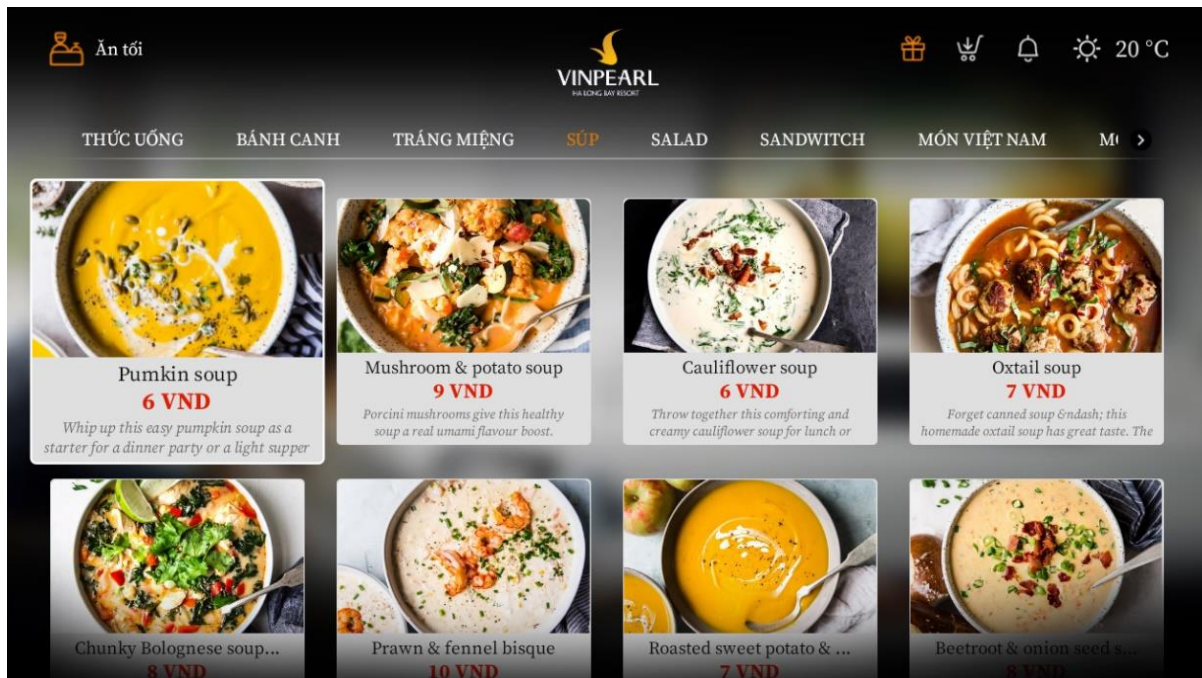 Ăn tối
VINPEARL
HA LONG BAY RESORT
20 °C
THỨC UỐNG BÁNH CANH TRÁNG MIỆNG SÚP SALAD SANDWITCH MÓN VIỆT NAM
Pumkin soup
6 VND
Whip up this easy pumpkin soup as a
starter for a dinner party or a light supper
Mushroom & potato soup
9 VND
Porcini mushrooms give this healthy
soup a real umami flavour boost.
Cauliflower soup
6 VND
Throw together this comforting and
creamy cauliflower soup for lunch or
Oxtail soup
7 VND
Forget canned soup &ndash; this
homemade oxtail soup has great taste. The
Chunky Bolognese soup...
8 VND
Prawn & fennel bisque
10 VND
Roasted sweet potato & ...
7 VND
Beetroot & onion seed s...
8 VND